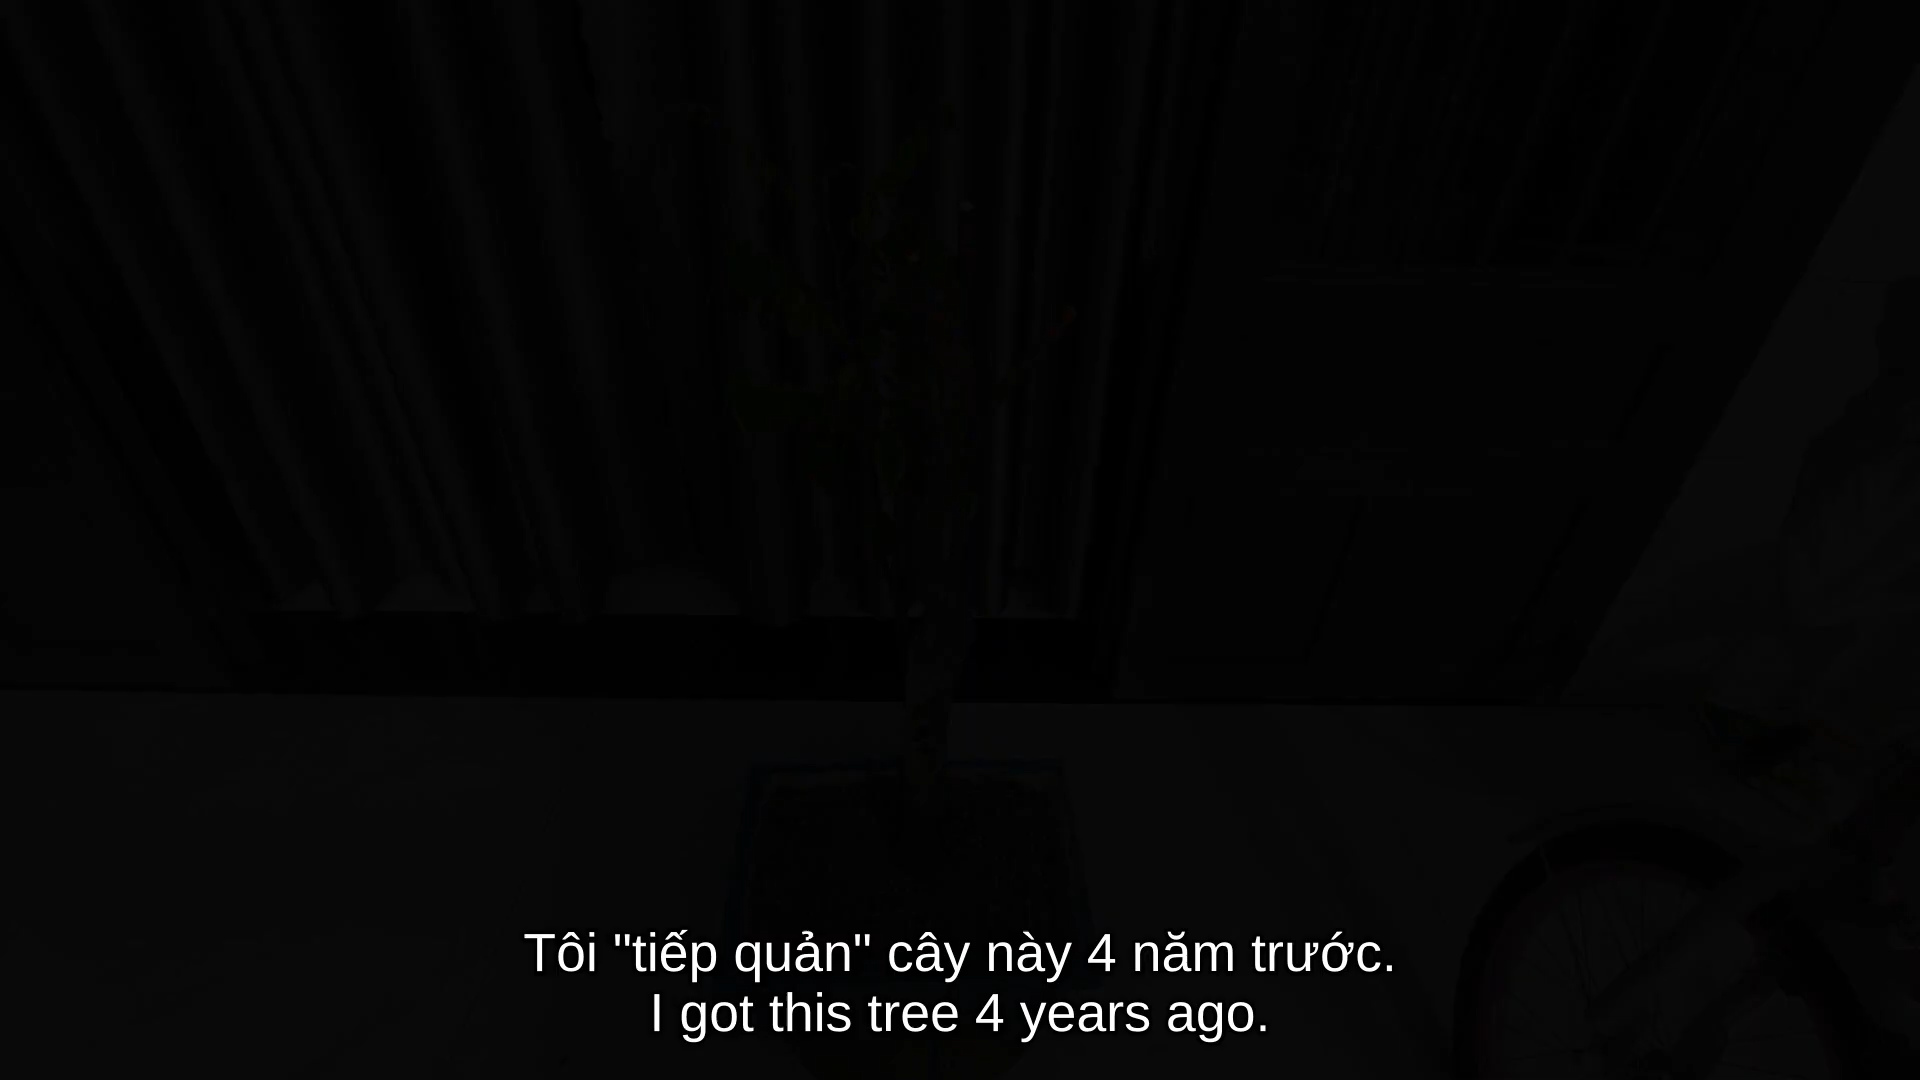 Tôi "tiếp quản" cây này 4 năm trước.
I got this tree 4 years ago.